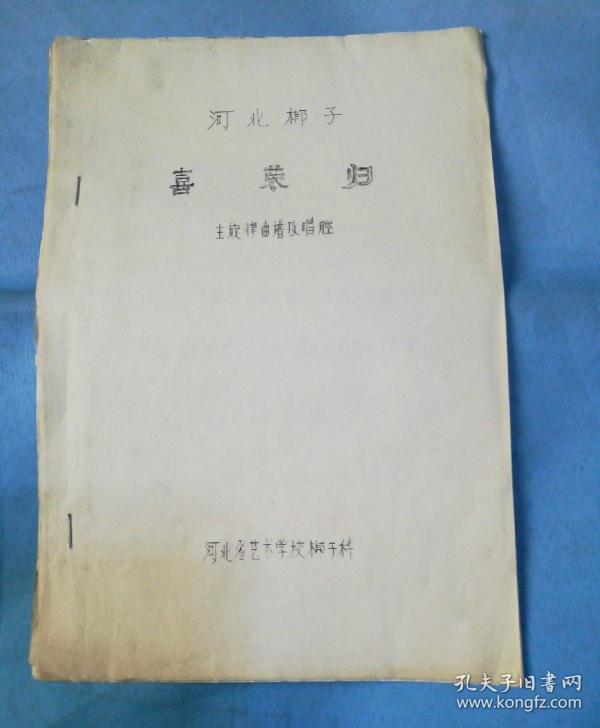 河北梆子
喜荣归
主旋律曲谱及唱腔
河北省艺术学校梆子科
孔夫子旧书网
www.kongfz.com